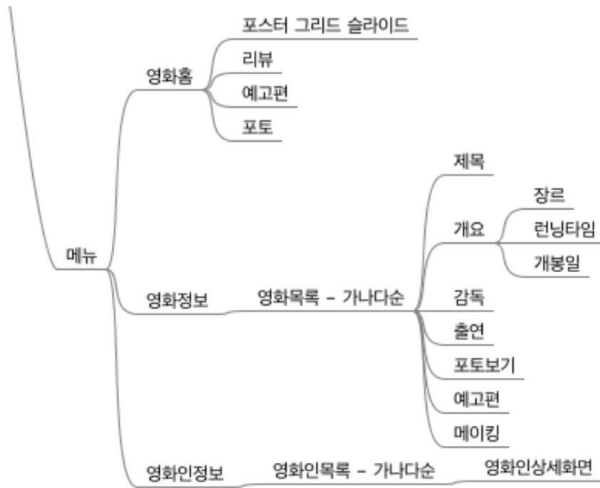 포스터 그리드 슬라이드
영화홈
리뷰
예고편
포토
제목
장르
개요
런닝타임
메뉴
개봉일
영화정보
영화목록 - 가나다순
감독
출연
포토보기
예고편
메이킹
영화인정보
영화인목록 - 가나다순
영화인상세화면